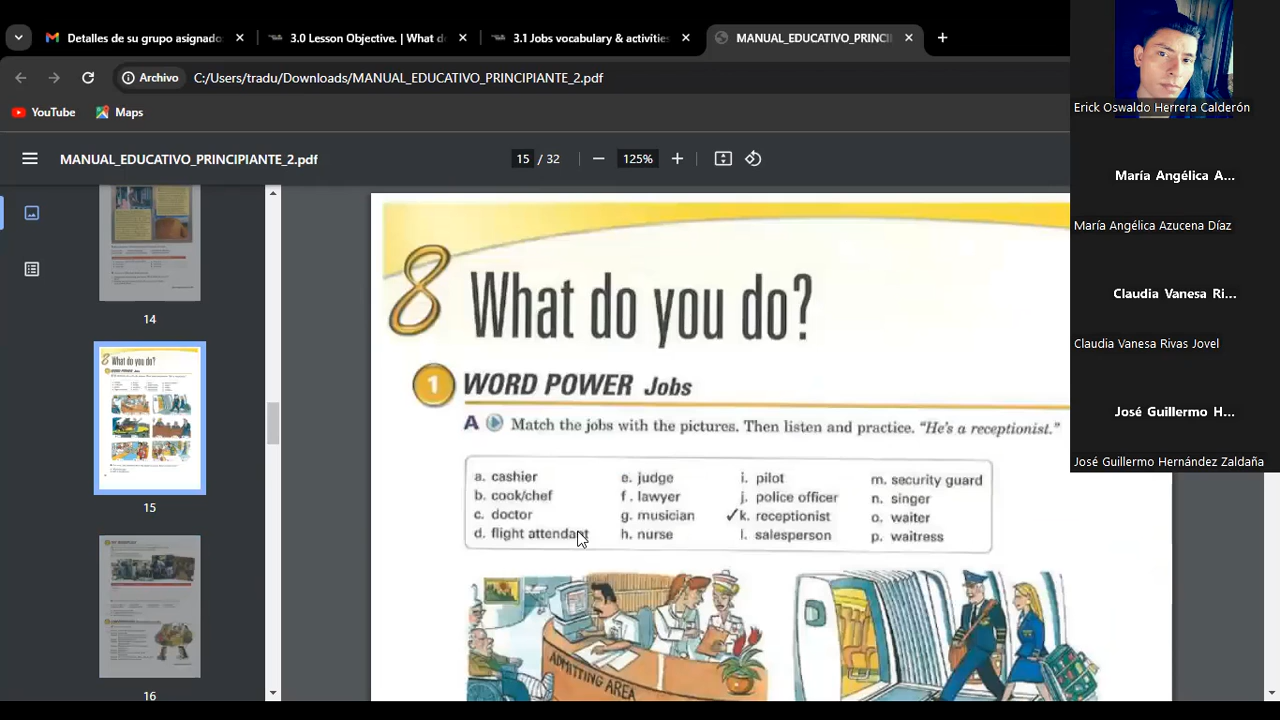 Detalles de su grupo asignado
3.0 Lesson Objective. | What d
3.1 Jobs vocabulary & activities
MANUAL_EDUCATIVO_PRINCI
Archivo
C:/Users/tradu/Downloads/MANUAL_EDUCATIVO_PRINCIPIANTE_2.pdf
YouTube
Maps
MANUAL_EDUCATIVO_PRINCIPIANTE_2.pdf
15 / 32
125%
14
15
16
8 What do you do?
1 WORD POWER Jobs
A Match the jobs with the pictures. Then listen and practice. "He's a receptionist."
a. cashier
b. cook/chef
c. doctor
d. flight attendant
e. judge
f. lawyer
g. musician
h. nurse
i. pilot
j. police officer
✓k. receptionist
l. salesperson
m. security guard
n. singer
o. waiter
p. waitress
ADMITTING AREA
Erick Oswaldo Herrera Calderón
María Angélica A...
María Angélica Azucena Díaz
Claudia Vanesa Ri...
Claudia Vanesa Rivas Jovel
José Guillermo H...
José Guillermo Hernández Zaldaña